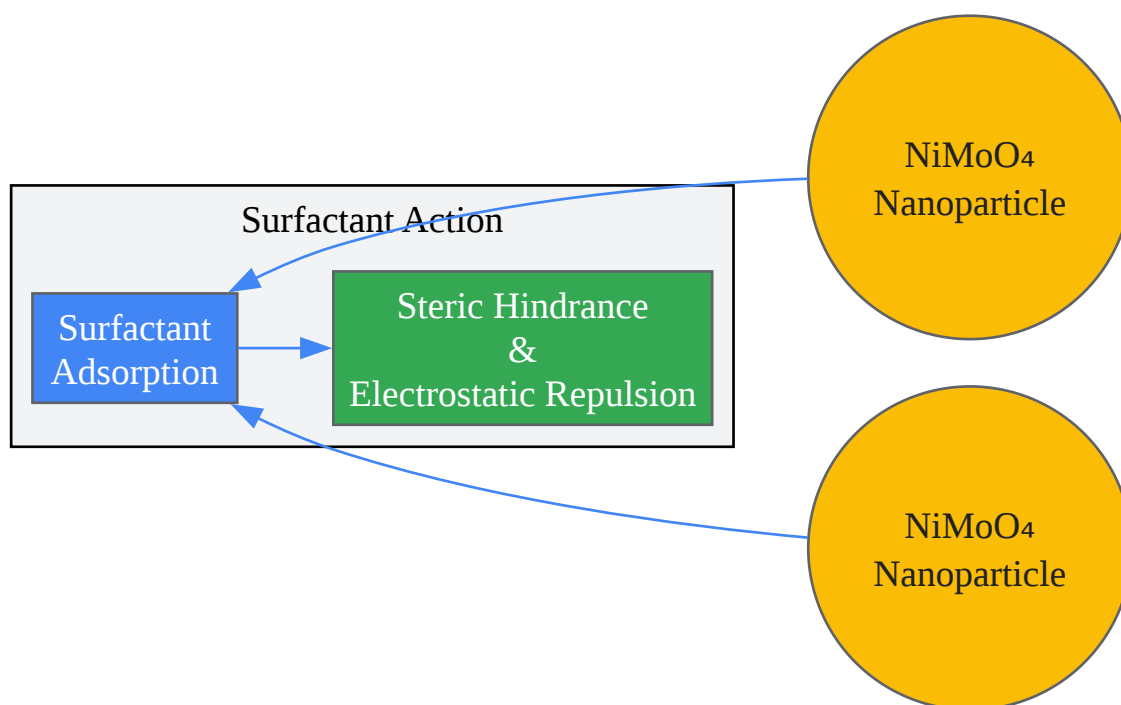 Surfactant Action
Surfactant
Adsorption
Steric Hindrance
&
Electrostatic Repulsion
NiMoO₄
Nanoparticle
NiMoO₄
Nanoparticle